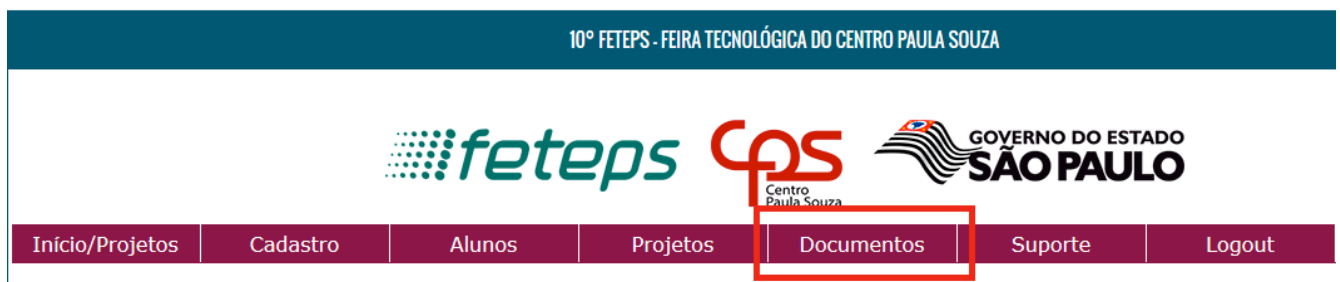 10º FETEPS - FEIRA TECNOLÓGICA DO CENTRO PAULA SOUZA
feteps
cps
Centro
Paula Souza
GOVERNO DO ESTADO
SÃO PAULO
Início/Projetos Cadastro Alunos Projetos Documentos Suporte Logout